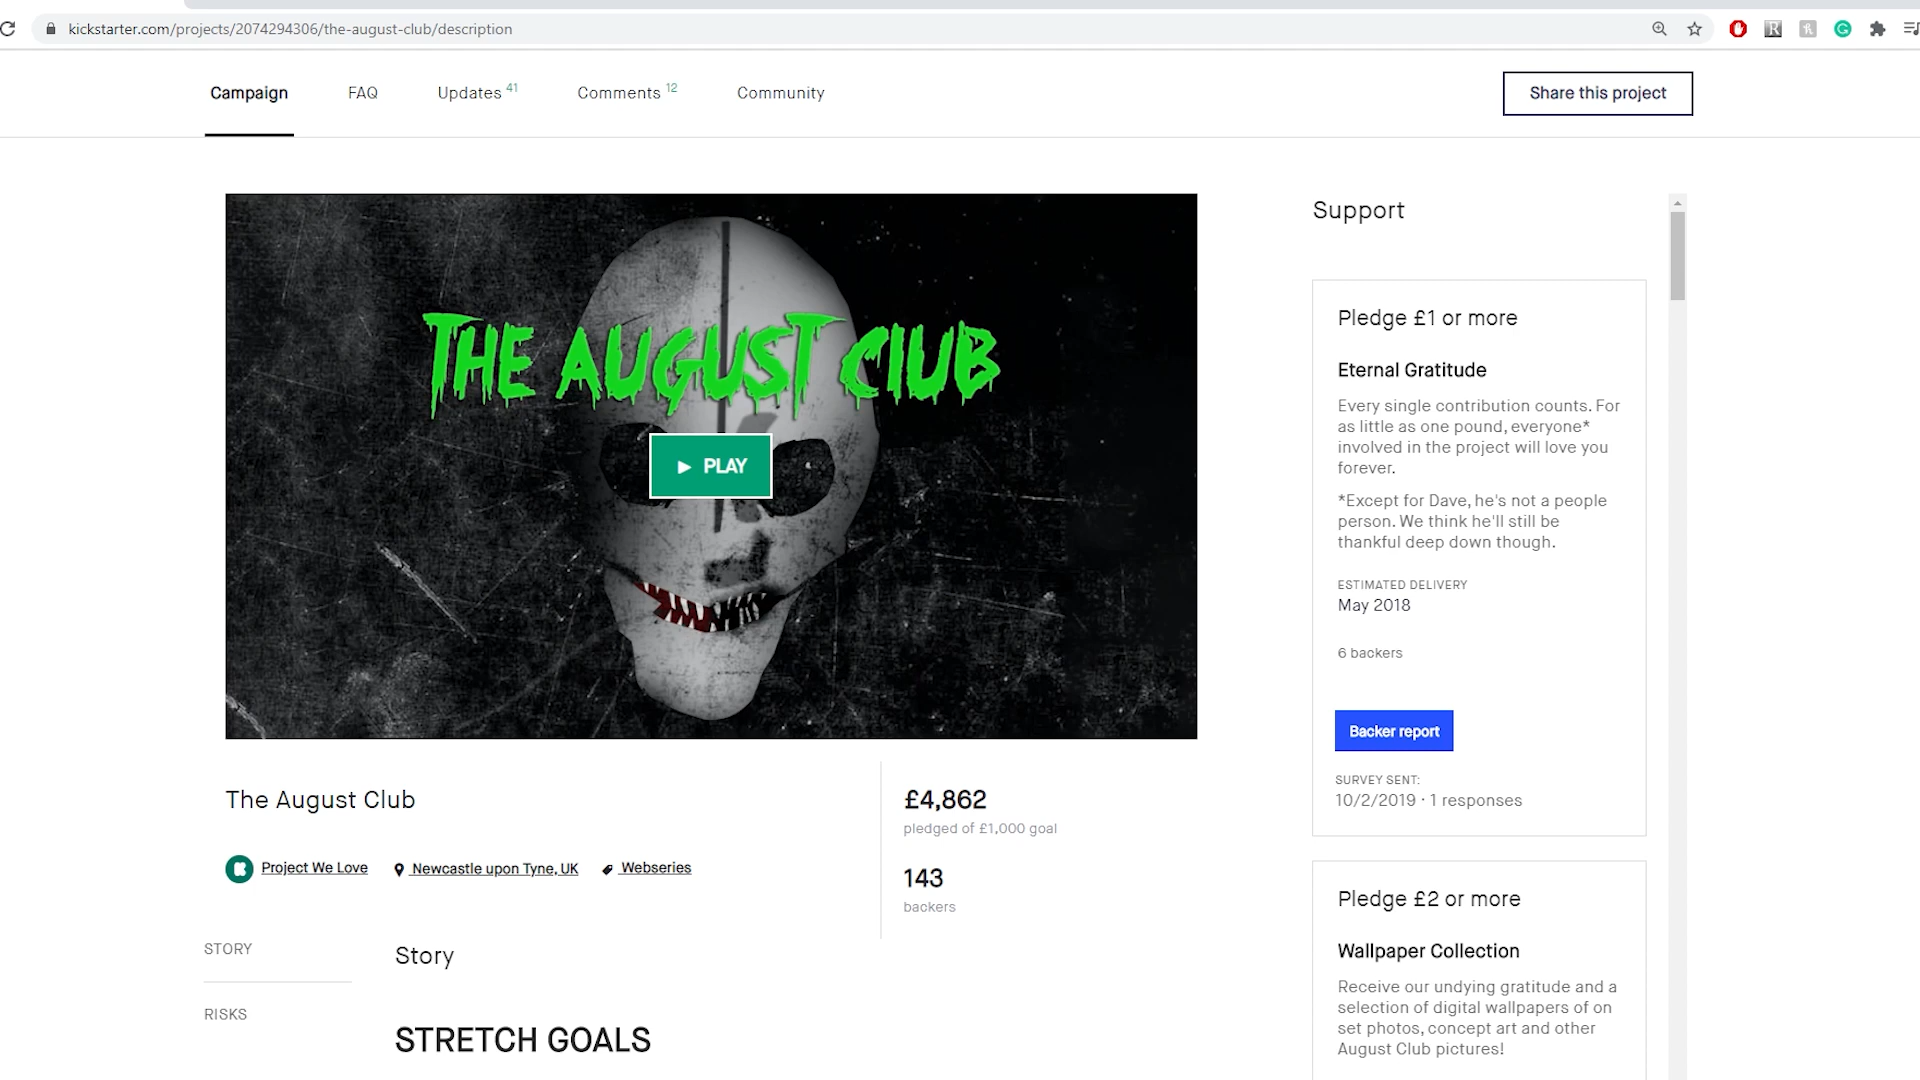 kickstarter.com/projects/2074294306/the-august-club/description
Campaign
FAQ
Updates 41
Comments 12
Community
Share this project
THE AUGUST CLUB
PLAY
The August Club
Project We Love
Newcastle upon Tyne, UK
Webseries
£4,862
pledged of £1,000 goal
143
backers
STORY
RISKS
Story
STRETCH GOALS
Support
Pledge £1 or more
Eternal Gratitude
Every single contribution counts. For
as little as one pound, everyone*
involved in the project will love you
forever.
*Except for Dave, he's not a people
person. We think he'll still be
thankful deep down though.
ESTIMATED DELIVERY
May 2018
6 backers
Backer report
SURVEY SENT:
10/2/2019 · 1 responses
Pledge £2 or more
Wallpaper Collection
Receive our undying gratitude and a
selection of digital wallpapers of on
set photos, concept art and other
August Club pictures!